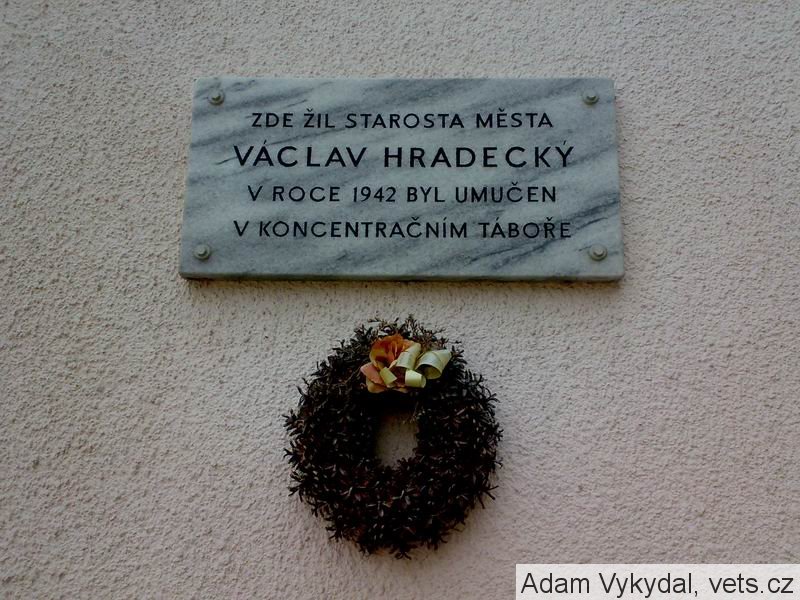 ZDE ŽIL STAROSTA MĚSTA
VÁCLAV HRADECKÝ
V ROCE 1942 BYL UMUČEN
V KONCENTRAČNÍM TÁBOŘE
Adam Vykydal, vets.cz